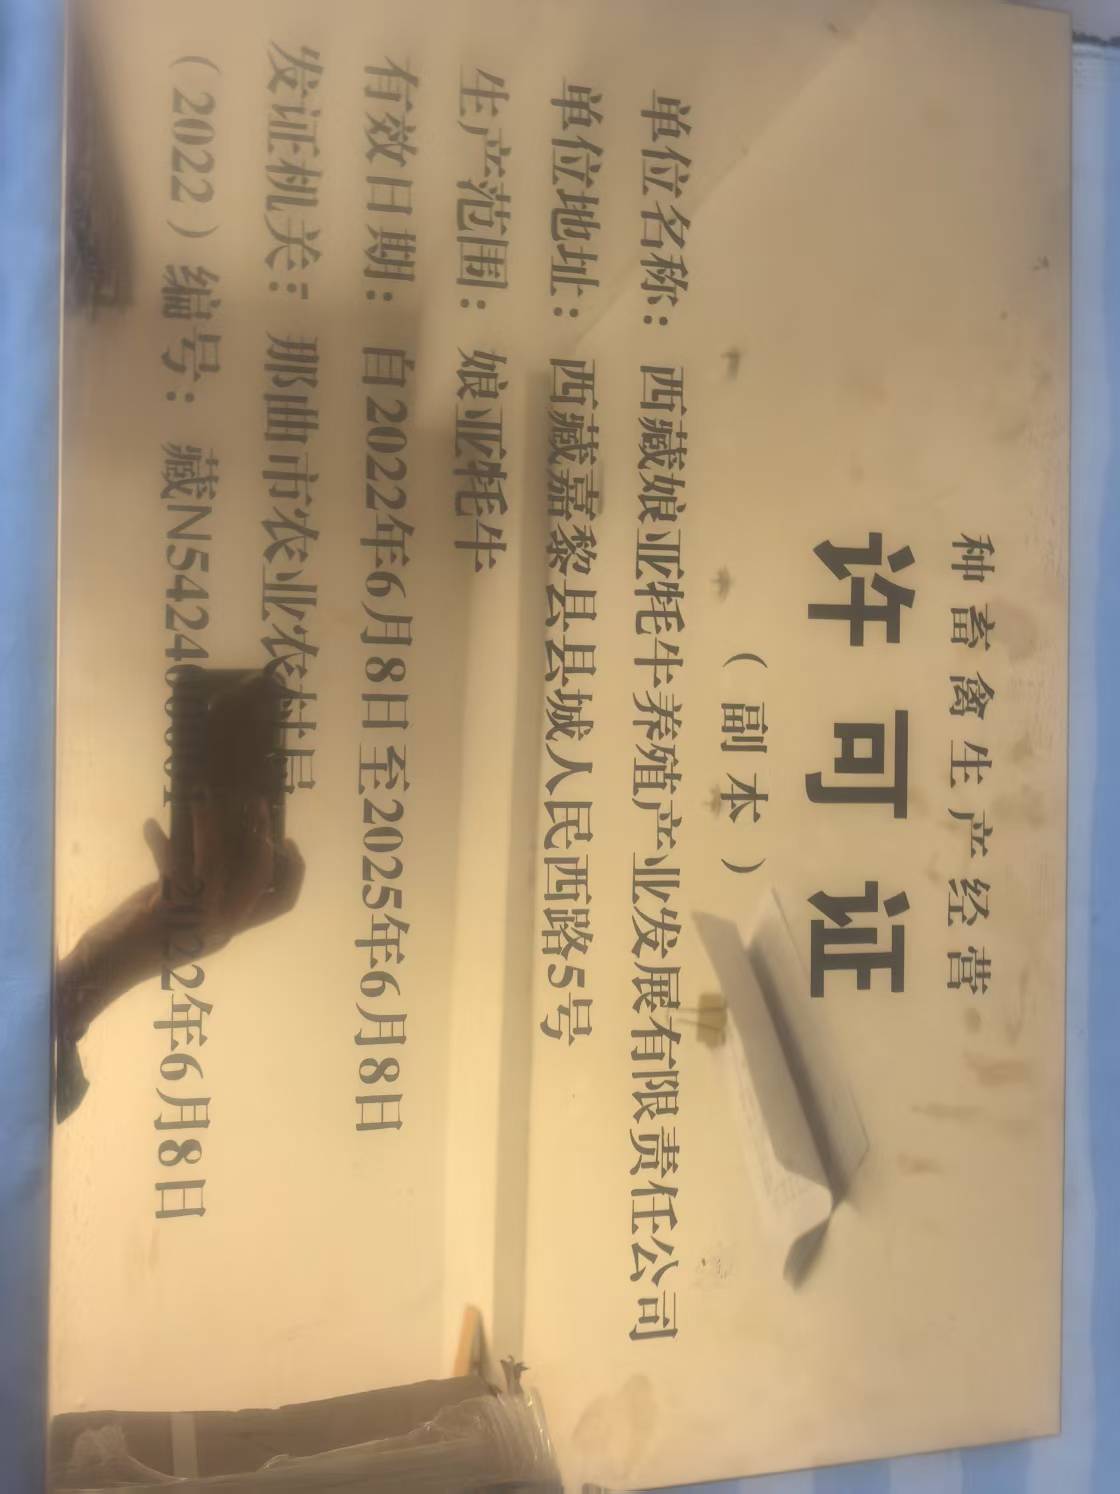 种畜禽生产经营
许可证
（副本）
单位名称：西藏娘亚牦牛养殖产业发展有限责任公司
单位地址：西藏嘉黎县县城人民西路5号
生产范围：娘亚牦牛
有效日期：自2022年6月8日至2025年6月8日
发证机关：那曲市农业农村局
（2022）编号：藏N5424 2022年6月8日